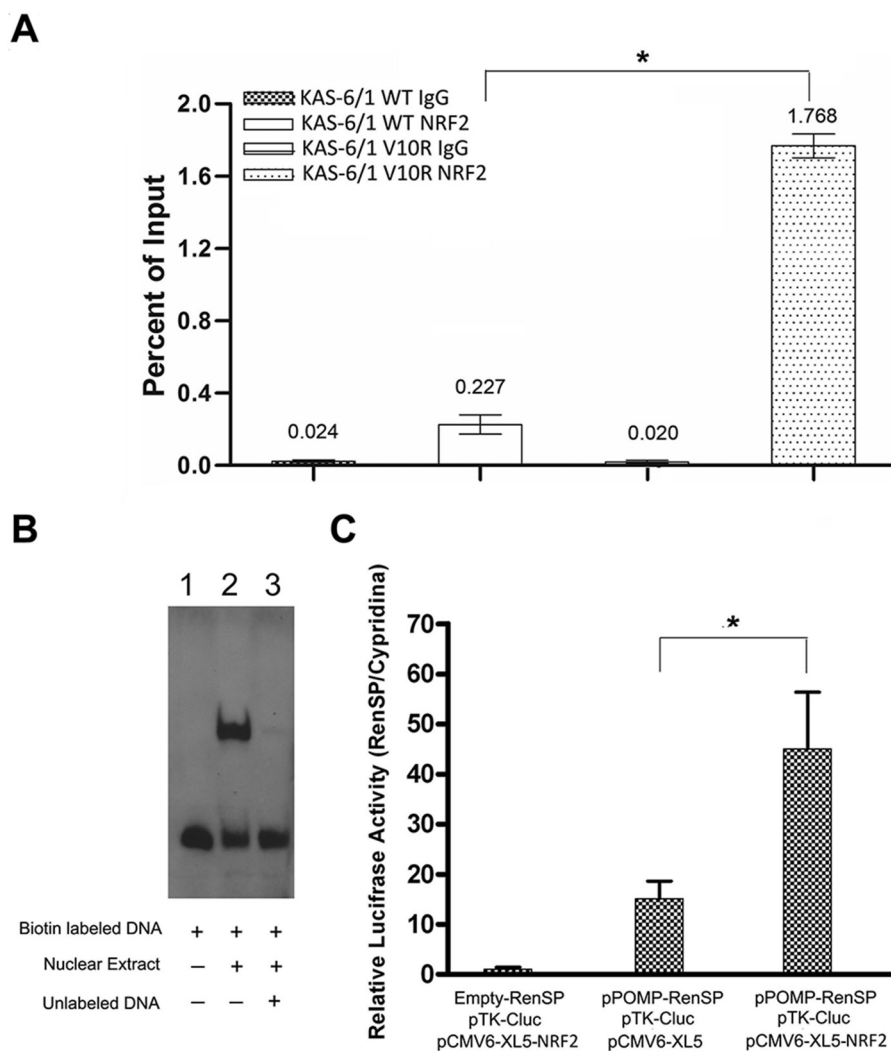 A
*
Percent of Input
2.0
1.6
1.2
0.8
0.4
0.0
KAS-6/1 WT IgG
KAS-6/1 WT NRF2
KAS-6/1 V10R IgG
KAS-6/1 V10R NRF2
0.024
0.227
0.020
1.768
B
1 2 3
Biotin labeled DNA + + +
Nuclear Extract – + +
Unlabeled DNA – – +
C
Relative Lucifrase Activity (RenSP/Cypridina)
70
60
50
40
30
20
10
0
*
Empty-RenSP
pTK-Cluc
pCMV6-XL5-NRF2
pPOMP-RenSP
pTK-Cluc
pCMV6-XL5
pPOMP-RenSP
pTK-Cluc
pCMV6-XL5-NRF2